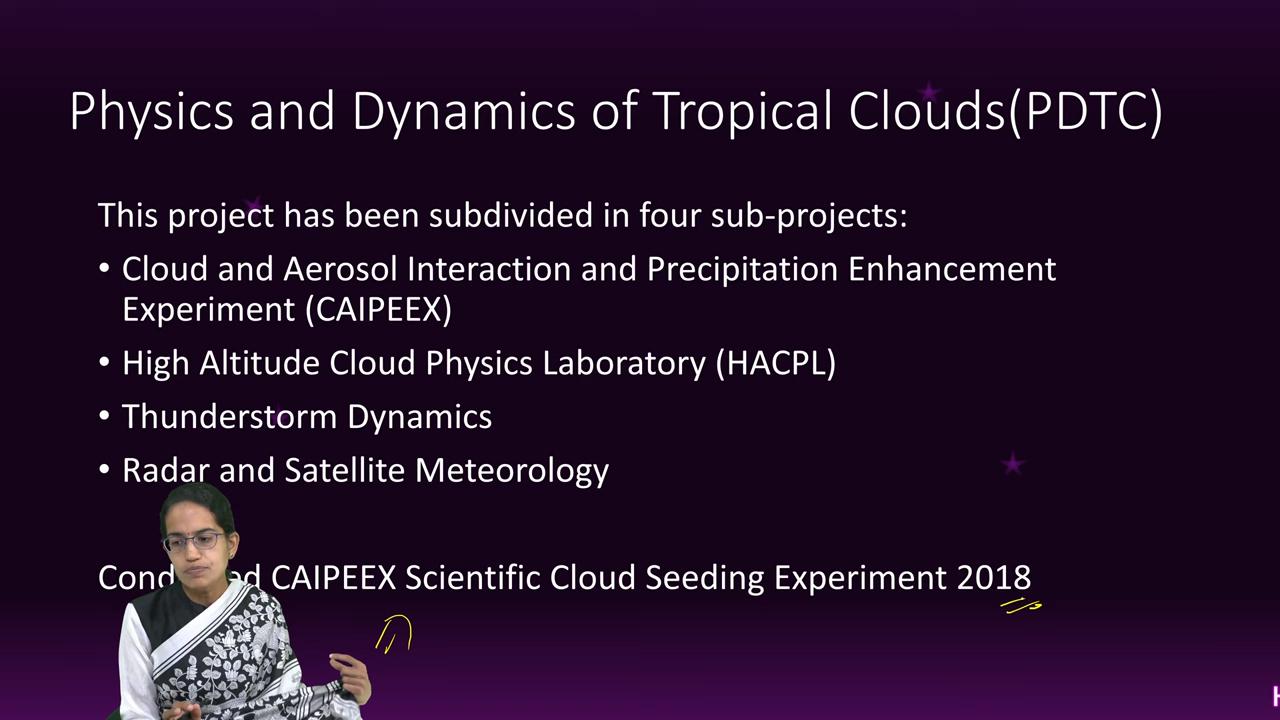 Physics and Dynamics of Tropical Clouds(PDTC)
This project has been subdivided in four sub-projects:
• Cloud and Aerosol Interaction and Precipitation Enhancement
Experiment (CAIPEEX)
• High Altitude Cloud Physics Laboratory (HACPL)
• Thunderstorm Dynamics
• Radar and Satellite Meteorology
CAIPEEX Scientific Cloud Seeding Experiment 2018